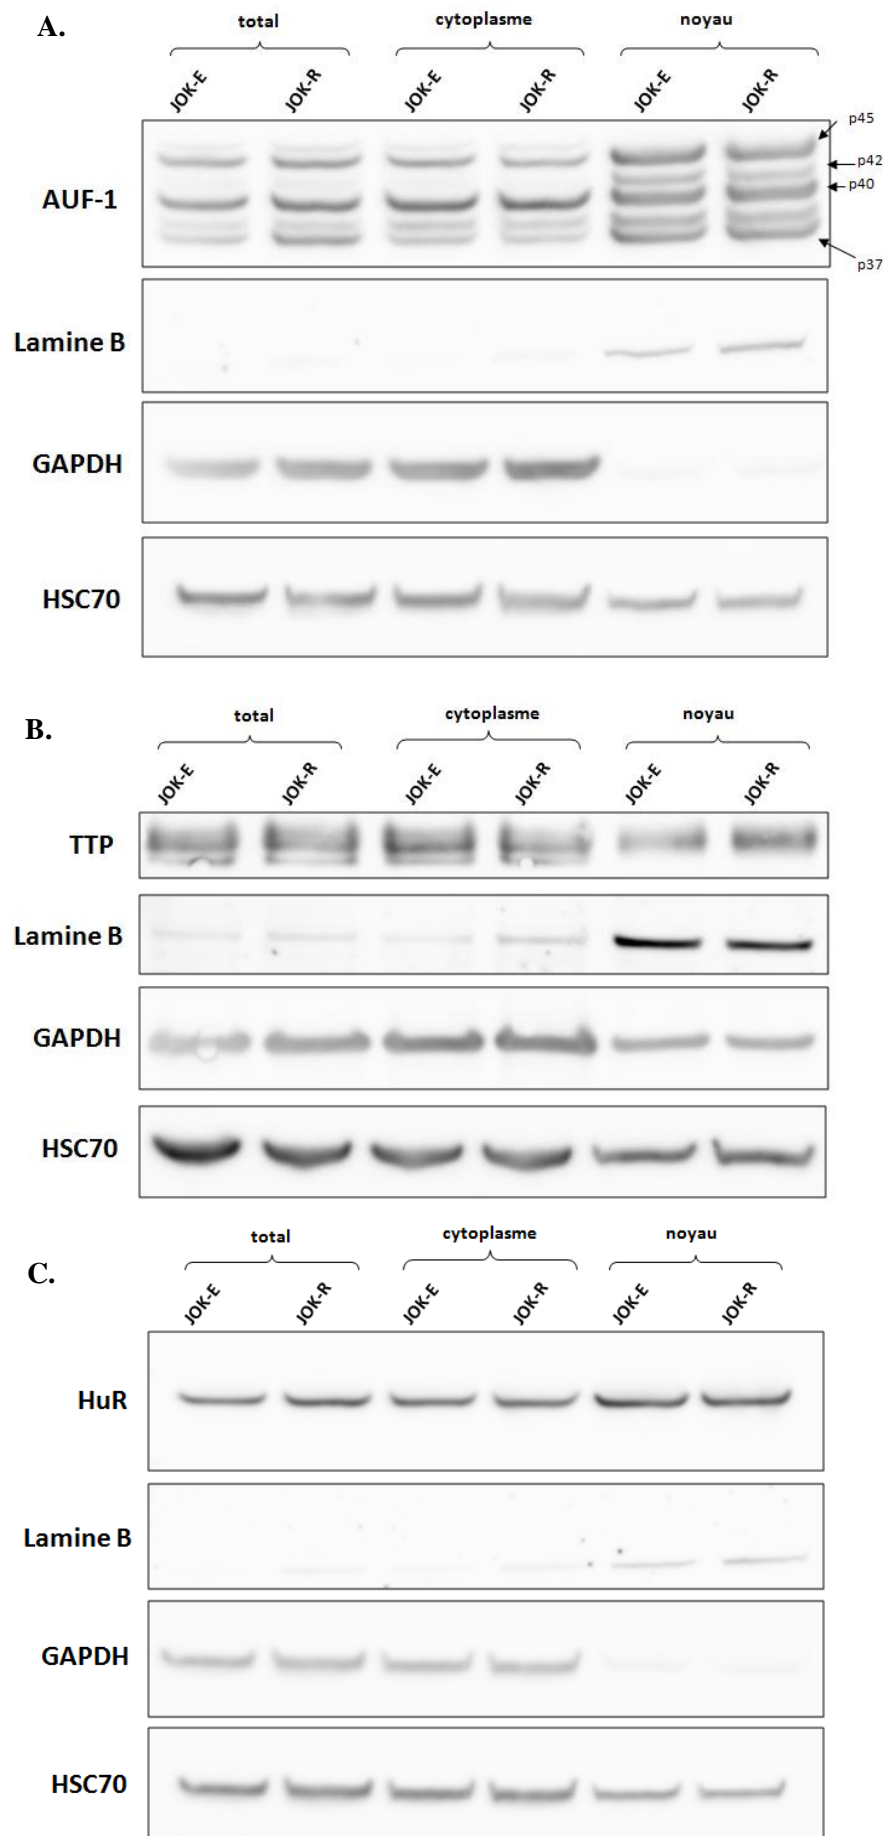 A.
total cytoplasme noyau
JOK-E JOK-R JOK-E JOK-R JOK-E JOK-R
p45
p42
p40
AUF-1
p37
Lamine B
GAPDH
HSC70
B.
total cytoplasme noyau
JOK-E JOK-R JOK-E JOK-R JOK-E JOK-R
TTP
Lamine B
GAPDH
HSC70
C.
total cytoplasme noyau
JOK-E JOK-R JOK-E JOK-R JOK-E JOK-R
HuR
Lamine B
GAPDH
HSC70